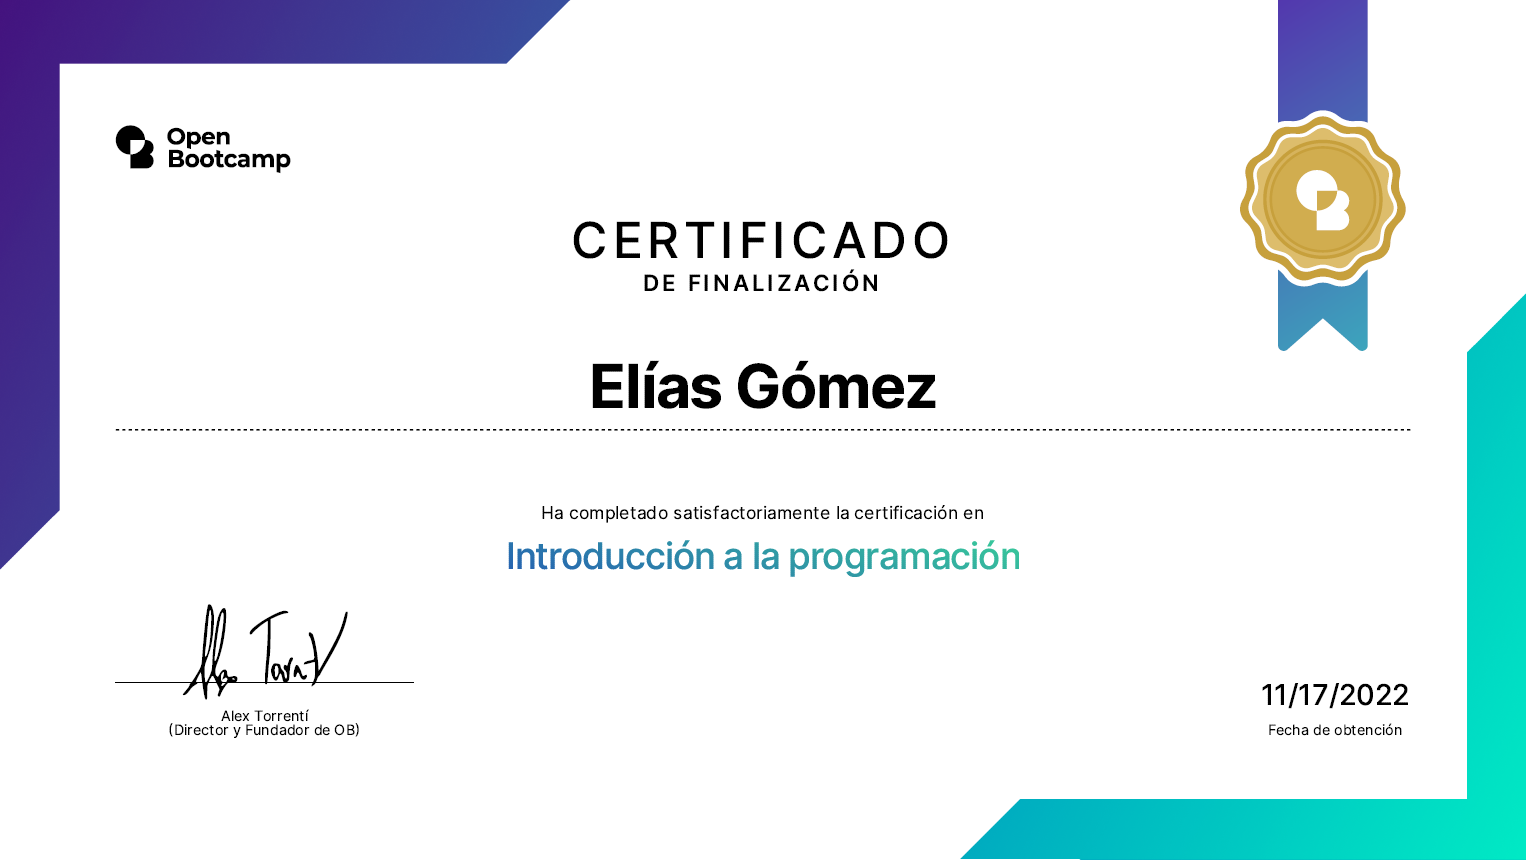 Open
Bootcamp
CERTIFICADO
DE FINALIZACIÓN
Elías Gómez
Ha completado satisfactoriamente la certificación en
Introducción a la programación
Alex Torrentí
(Director y Fundador de OB)
11/17/2022
Fecha de obtención